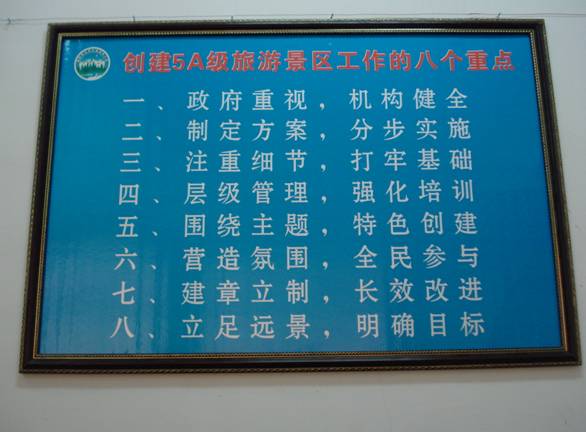 创建5A级旅游景区工作的八个重点
一、政府重视，机构健全
二、制定方案，分步实施
三、注重细节，打牢基础
四、层级管理，强化培训
五、围绕主题，特色创建
六、营造氛围，全民参与
七、建章立制，长效改进
八、立足远景，明确目标